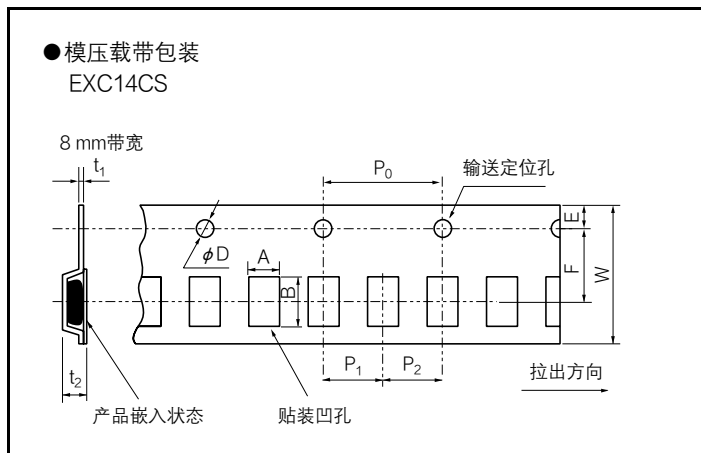 ●模压载带包装
EXC14CS
8 mm带宽
t1
P0
输送定位孔
E
φD
A
F
W
B
P1
P2
拉出方向
t2
产品嵌入状态
贴装凹孔